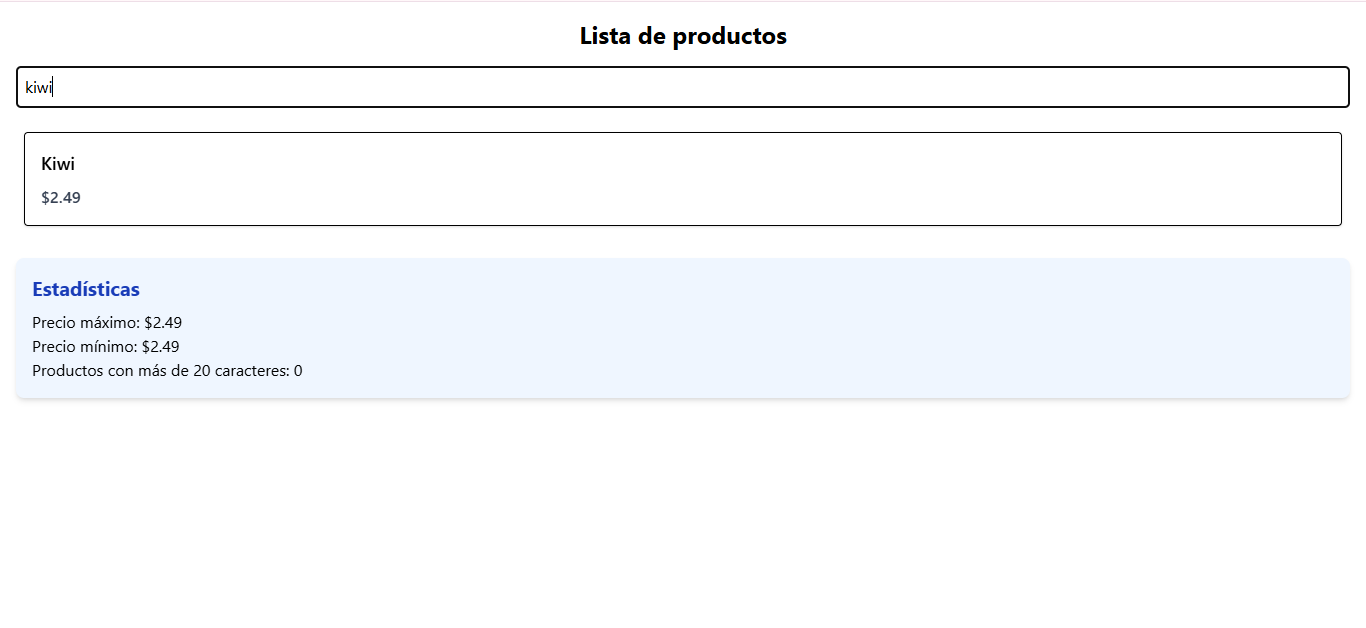 Lista de productos
kiwi
Kiwi
$2.49
Estadísticas
Precio máximo: $2.49
Precio mínimo: $2.49
Productos con más de 20 caracteres: 0